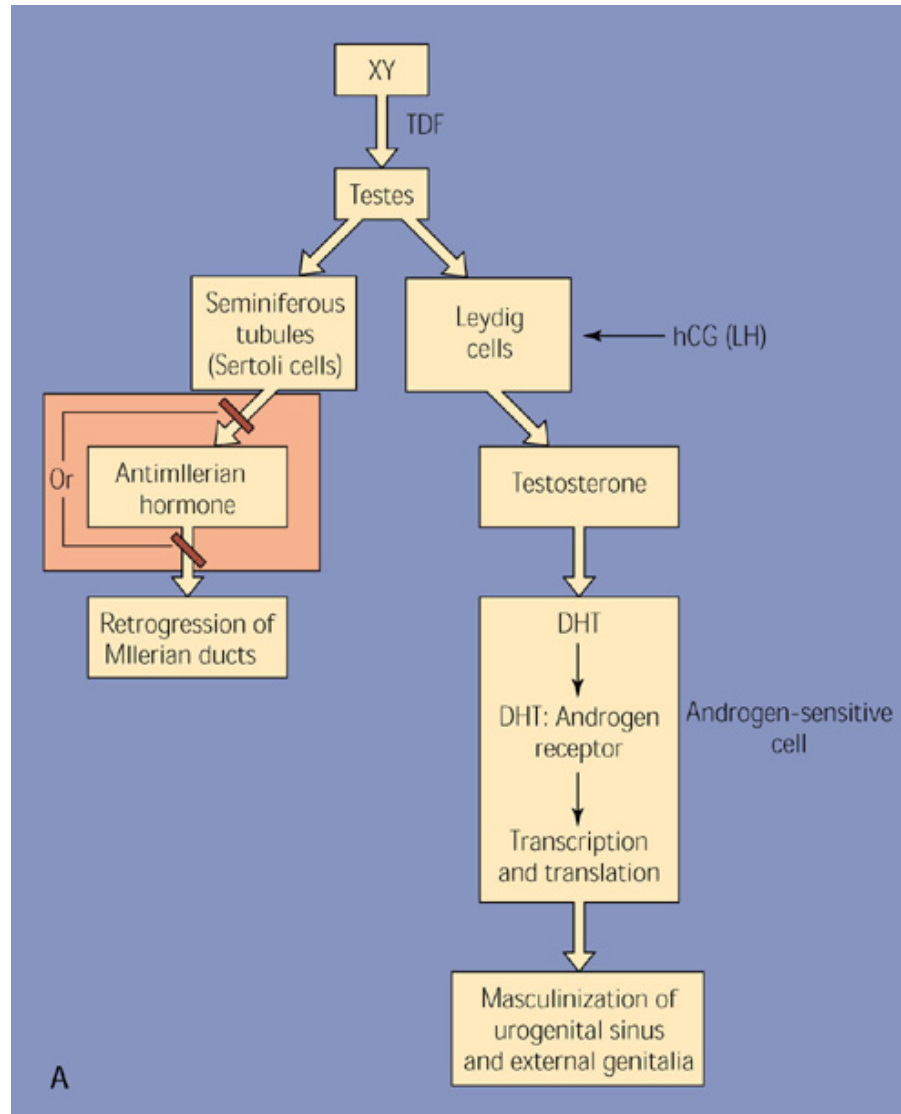 XY
TDF
Testes
Seminiferous
tubules
(Sertoli cells)
Leydig
cells
hCG (LH)
Or
Antimllerian
hormone
Testosterone
Retrogression of
Mllerian ducts
DHT
DHT: Androgen
receptor
Transcription
and translation
Androgen-sensitive
cell
Masculinization of
urogenital sinus
and external genitalia
A